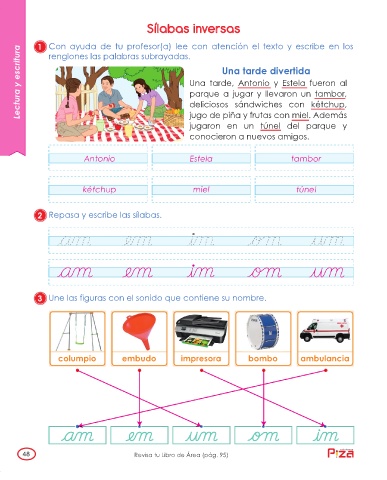 Sílabas inversas
Lectura y escritura
1 Con ayuda de tu profesor(a) lee con atención el texto y escribe en los
renglones las palabras subrayadas.
Una tarde divertida
Una tarde, Antonio y Estela fueron al
parque a jugar y llevaron un tambor,
deliciosos sándwiches con kétchup,
jugo de piña y frutas con miel. Además
jugaron en un túnel del parque y
conocieron a nuevos amigos.
Antonio Estela tambor
kétchup miel túnel
2 Repasa y escribe las sílabas.
am em im om um
am em im om um
3 Une las figuras con el sonido que contiene su nombre.
columpio embudo impresora bombo ambulancia
am em um om im
48 Revisa tu Libro de Área (pág. 95) Piza